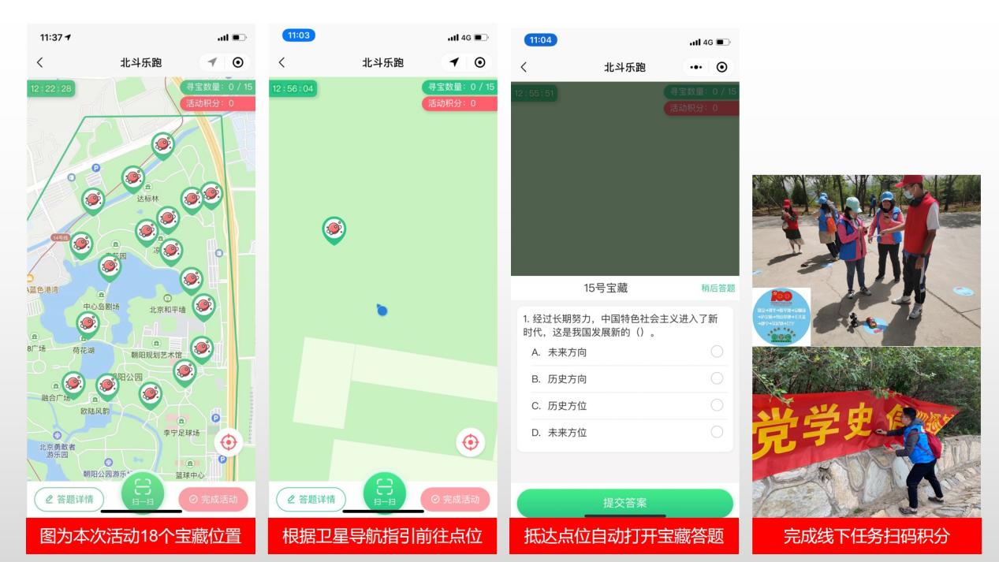 11:37
北斗乐跑
12:22:28
寻宝数量: 0 / 15
活动积分: 0
达标林
14号线
蓝色港湾
中心岛剧场
北京和平墙
荷花湖
朝阳规划艺术馆
融合广场
欧陆风韵
李宁足球场
北京勇敢者
游乐园
朝阳公园游乐
篮球中心
答题详情
扫一扫
完成活动
图为本次活动18个宝藏位置
11:03
4G
北斗乐跑
12:56:04
寻宝数量: 0 / 15
活动积分: 0
答题详情
扫一扫
完成活动
根据卫星导航指引前往点位
11:04
4G
北斗乐跑
12:55:51
寻宝数量: 0 / 15
活动积分: 0
15号宝藏
稍后答题
1. 经过长期努力，中国特色社会主义进入了新
时代，这是我国发展新的（）。
A. 未来方向
B. 历史方向
C. 历史方位
D. 未来方位
提交答案
抵达点位自动打开宝藏答题
100
党学史
完成线下任务扫码积分